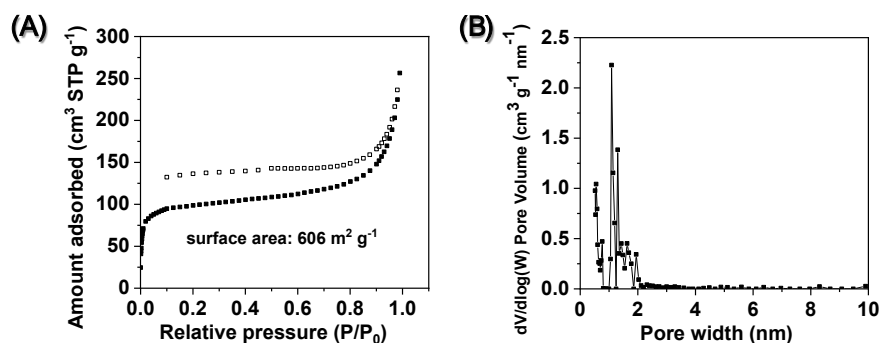 (A)
300
250
200
150
100
50
0
Amount adsorbed (cm³ STP g⁻¹)
surface area: 606 m² g⁻¹
0.0 0.2 0.4 0.6 0.8 1.0
Relative pressure (P/P₀)
(B)
2.5
2.0
1.5
1.0
0.5
0.0
dV/dlog(W) Pore Volume (cm³ g⁻¹ nm⁻¹)
0 2 4 6 8 10
Pore width (nm)